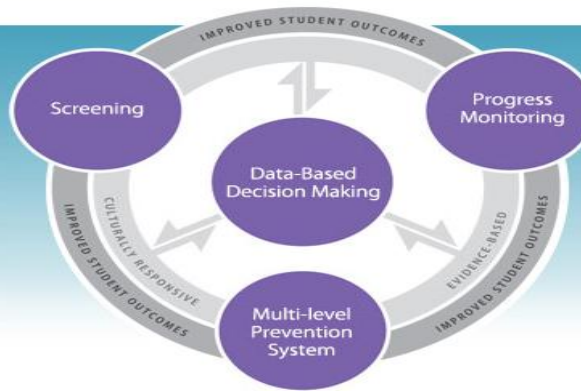 IMPROVED STUDENT OUTCOMES
Screening
Progress
Monitoring
Data-Based
Decision Making
IMPROVED STUDENT OUTCOMES
CULTURALLY RESPONSIVE
EVIDENCE-BASED
IMPROVED STUDENT OUTCOMES
Multi-level
Prevention
System